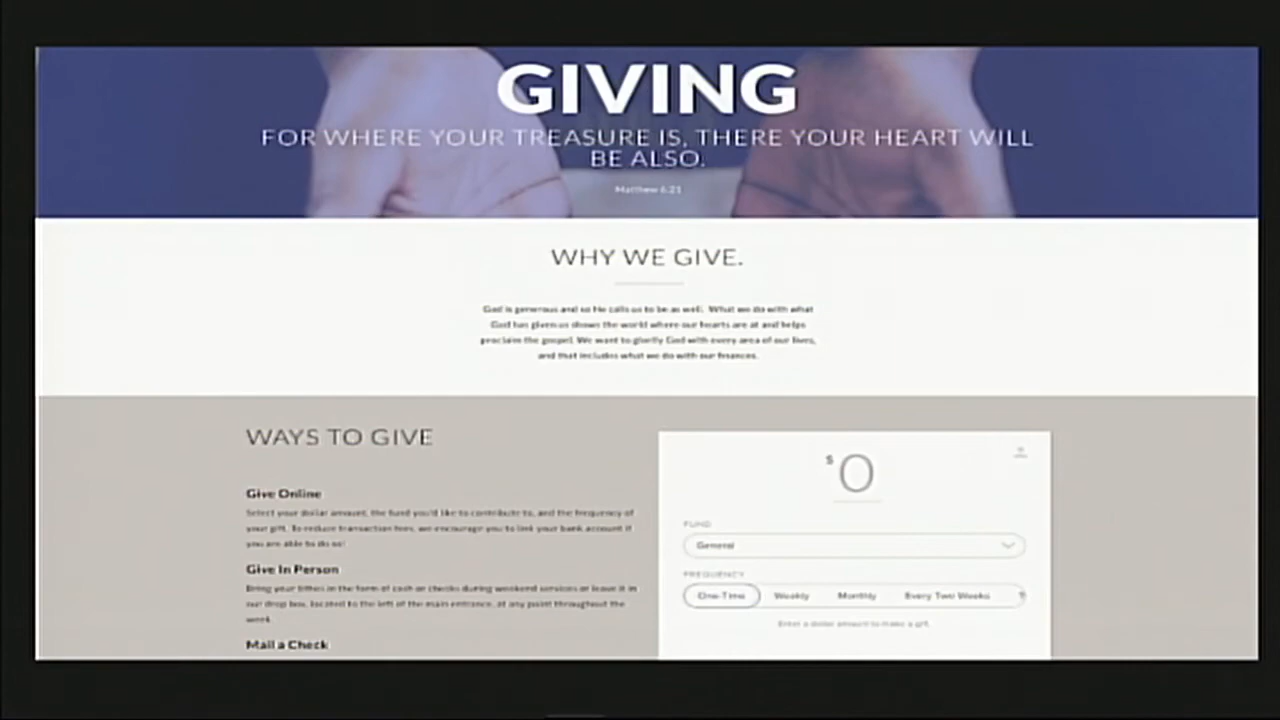 GIVING
FOR WHERE YOUR TREASURE IS, THERE YOUR HEART WILL
BE ALSO.
Matthew 6:21
WHY WE GIVE.
God is generous and so He calls us to be as well. What we do with what
God has given us shows the world where our hearts are at and helps
proclaim the gospel. We want to glorify God with every area of our lives,
and that includes what we do with our finances.
WAYS TO GIVE
Give Online
Select your dollar amount, the fund you'd like to contribute to, and the frequency of
your gift. To reduce transaction fees, we encourage you to link your bank account if
you are able to do so!
Give In Person
Bring your tithes in the form of cash or checks during weekend services or leave it in
our drop box, located to the left of the main entrance, at any point throughout the
week.
Mail a Check
$0
FUND
General
FREQUENCY
One-Time Weekly Monthly Every Two Weeks
Enter a dollar amount to make a gift.